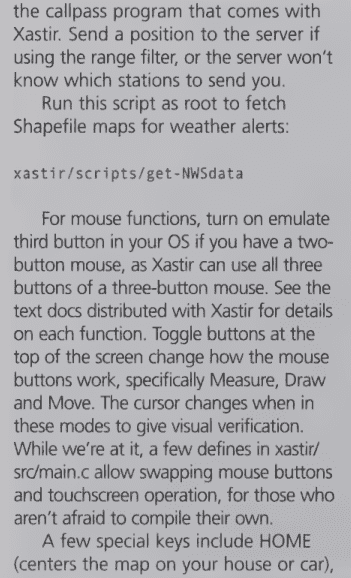 the callpass program that comes with
Xastir. Send a position to the server if
using the range filter, or the server won't
know which stations to send you.
Run this script as root to fetch
Shapefile maps for weather alerts:
xastir/scripts/get-NWSdata
For mouse functions, turn on emulate
third button in your OS if you have a two-
button mouse, as Xastir can use all three
buttons of a three-button mouse. See the
text docs distributed with Xastir for details
on each function. Toggle buttons at the
top of the screen change how the mouse
buttons work, specifically Measure, Draw
and Move. The cursor changes when in
these modes to give visual verification.
While we're at it, a few defines in xastir/
src/main.c allow swapping mouse buttons
and touchscreen operation, for those who
aren't afraid to compile their own.
A few special keys include HOME
(centers the map on your house or car),